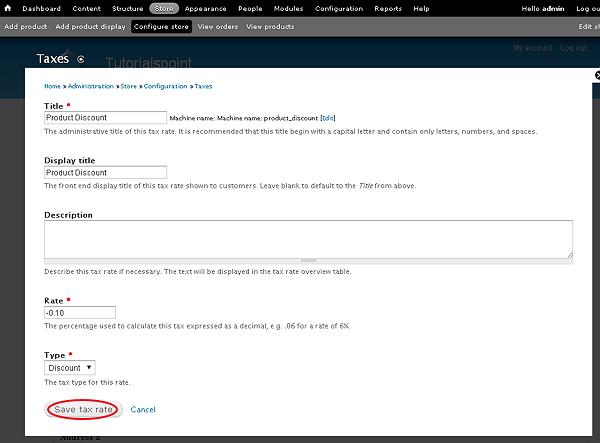 Dashboard Content Structure Store Appearance People Modules Configuration Reports Help Hello admin Log ou
Add product Add product display Configure store View orders View products Edit sh
My account Log out
Taxes
Tutorialspoint
Home » Administration » Store » Configuration » Taxes
Title *
Product Discount Machine name: Machine name: product_discount [Edit]
The administrative title of this tax rate. It is recommended that this title begin with a capital letter and contain only letters, numbers, and spaces.
Display title
Product Discount
The front end display title of this tax rate shown to customers. Leave blank to default to the Title from above.
Description
Describe this tax rate if necessary. The text will be displayed in the tax rate overview table.
Rate *
-0.10
The percentage used to calculate this tax expressed as a decimal, e.g. .06 for a rate of 6%.
Type *
Discount
The tax type for this rate.
Save tax rate Cancel
Address 2